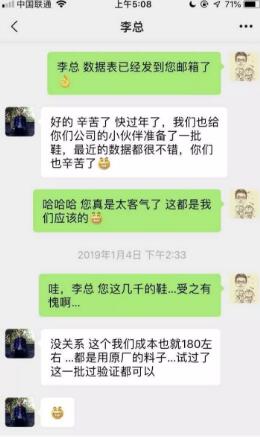 中国联通
上午5:08
71%
李总
李总 数据表已经发到您邮箱了
好的 辛苦了 快过年了，我们也给
你们公司的小伙伴准备了一批
鞋，最近的数据都很不错，你们
也辛苦了
哈哈哈 您真是太客气了 这都是我
们应该的
2019年1月4日 下午2:33
哇，李总 您这几千的鞋...受之有
愧啊...
没关系 这个我们成本也就180左
右 ...都是用原厂的料子...试过了
这一批过验证都可以